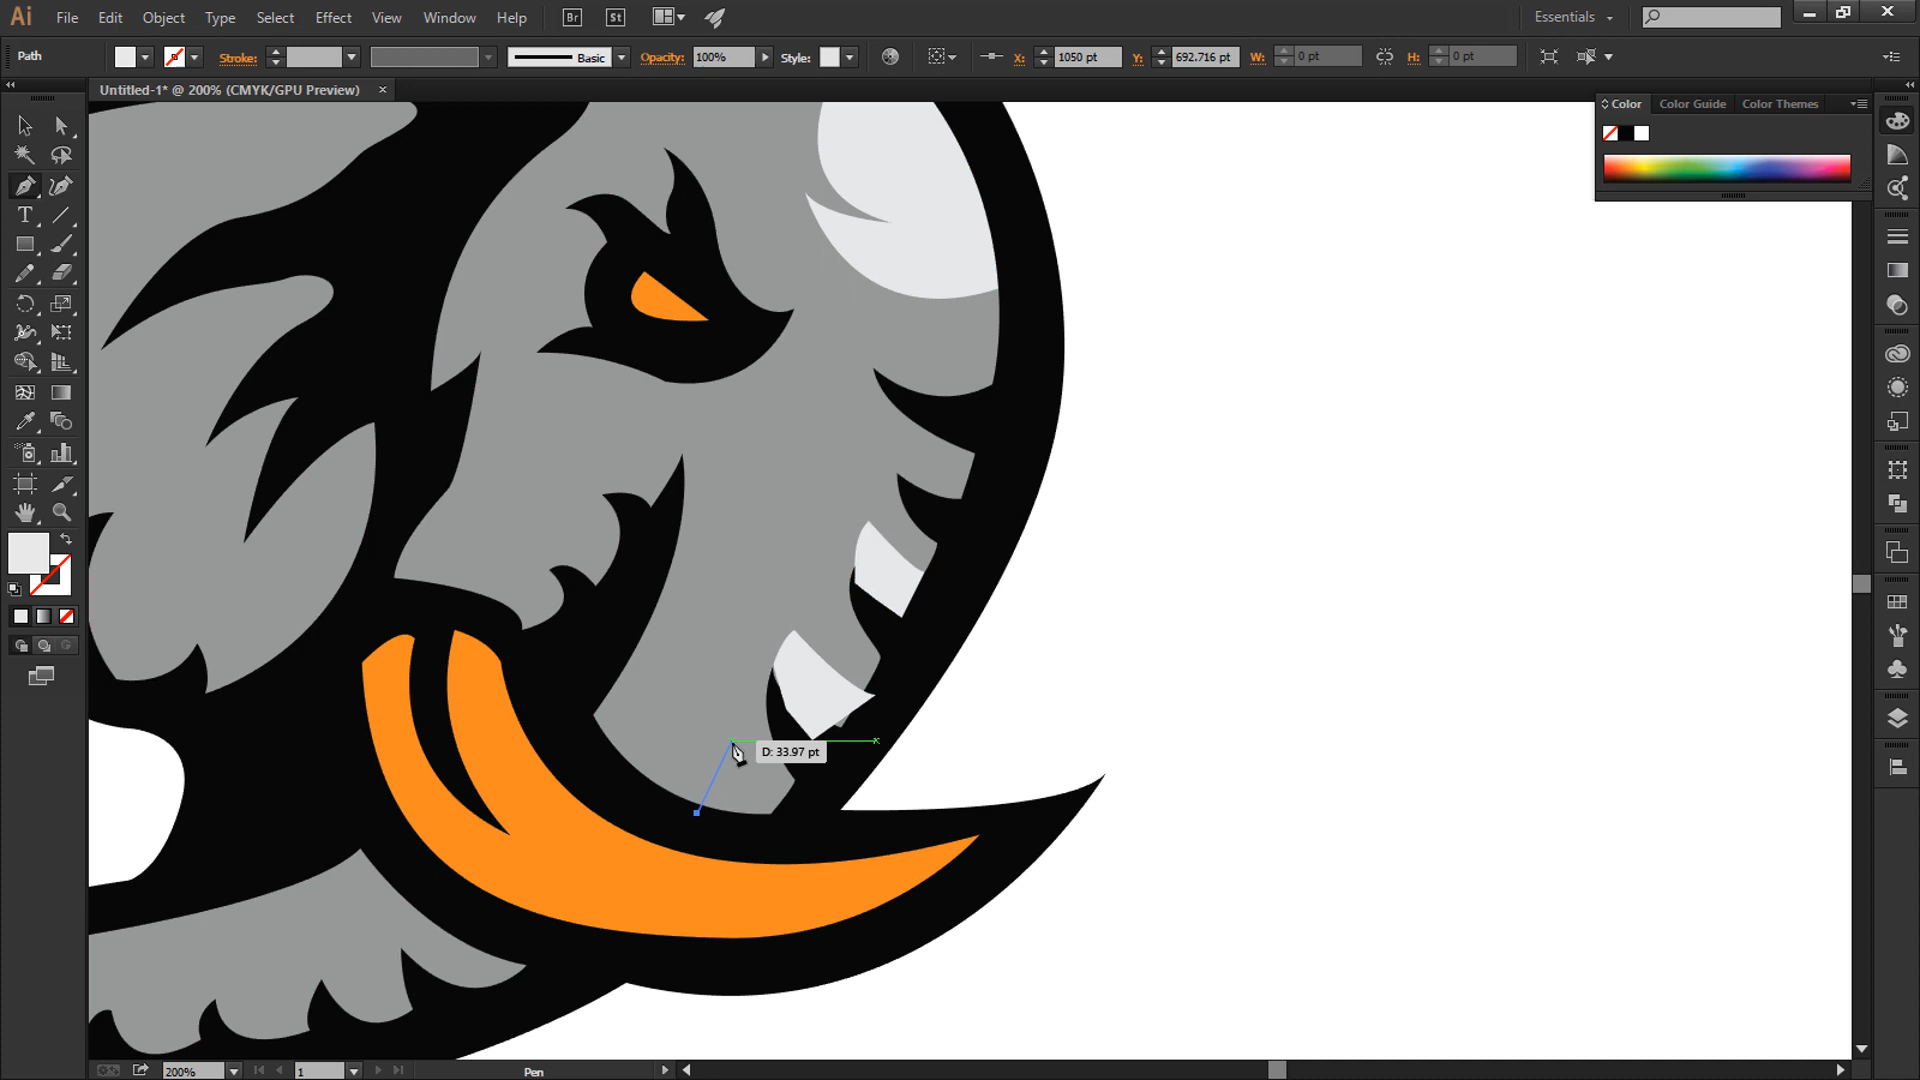 Ai File Edit Object Type Select Effect View Window Help Br St Essentials
Path Stroke: Basic Opacity: 100% Style: X: 1050 pt Y: 692.716 pt W: 0 pt H: 0 pt
Untitled-1* @ 200% (CMYK/GPU Preview)
Color Color Guide Color Themes
D: 33.97 pt
200% 1 Pen